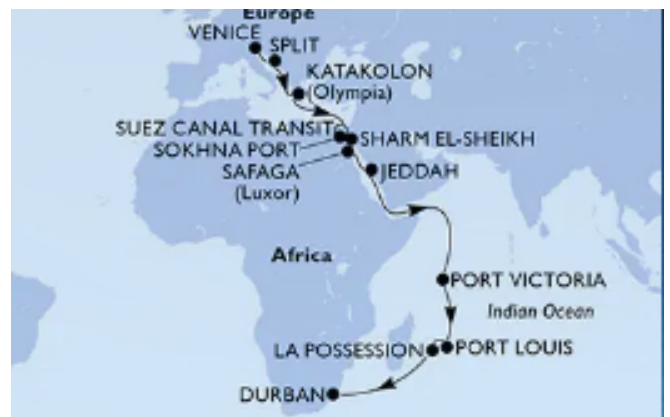 Europe
VENICE
SPLIT
KATAKOLON
(Olympia)
SUEZ CANAL TRANSIT
SOKHNA PORT
SHARM EL-SHEIKH
SAFAGA
(Luxor)
JEDDAH
Africa
PORT VICTORIA
Indian Ocean
LA POSSESSION
PORT LOUIS
DURBAN